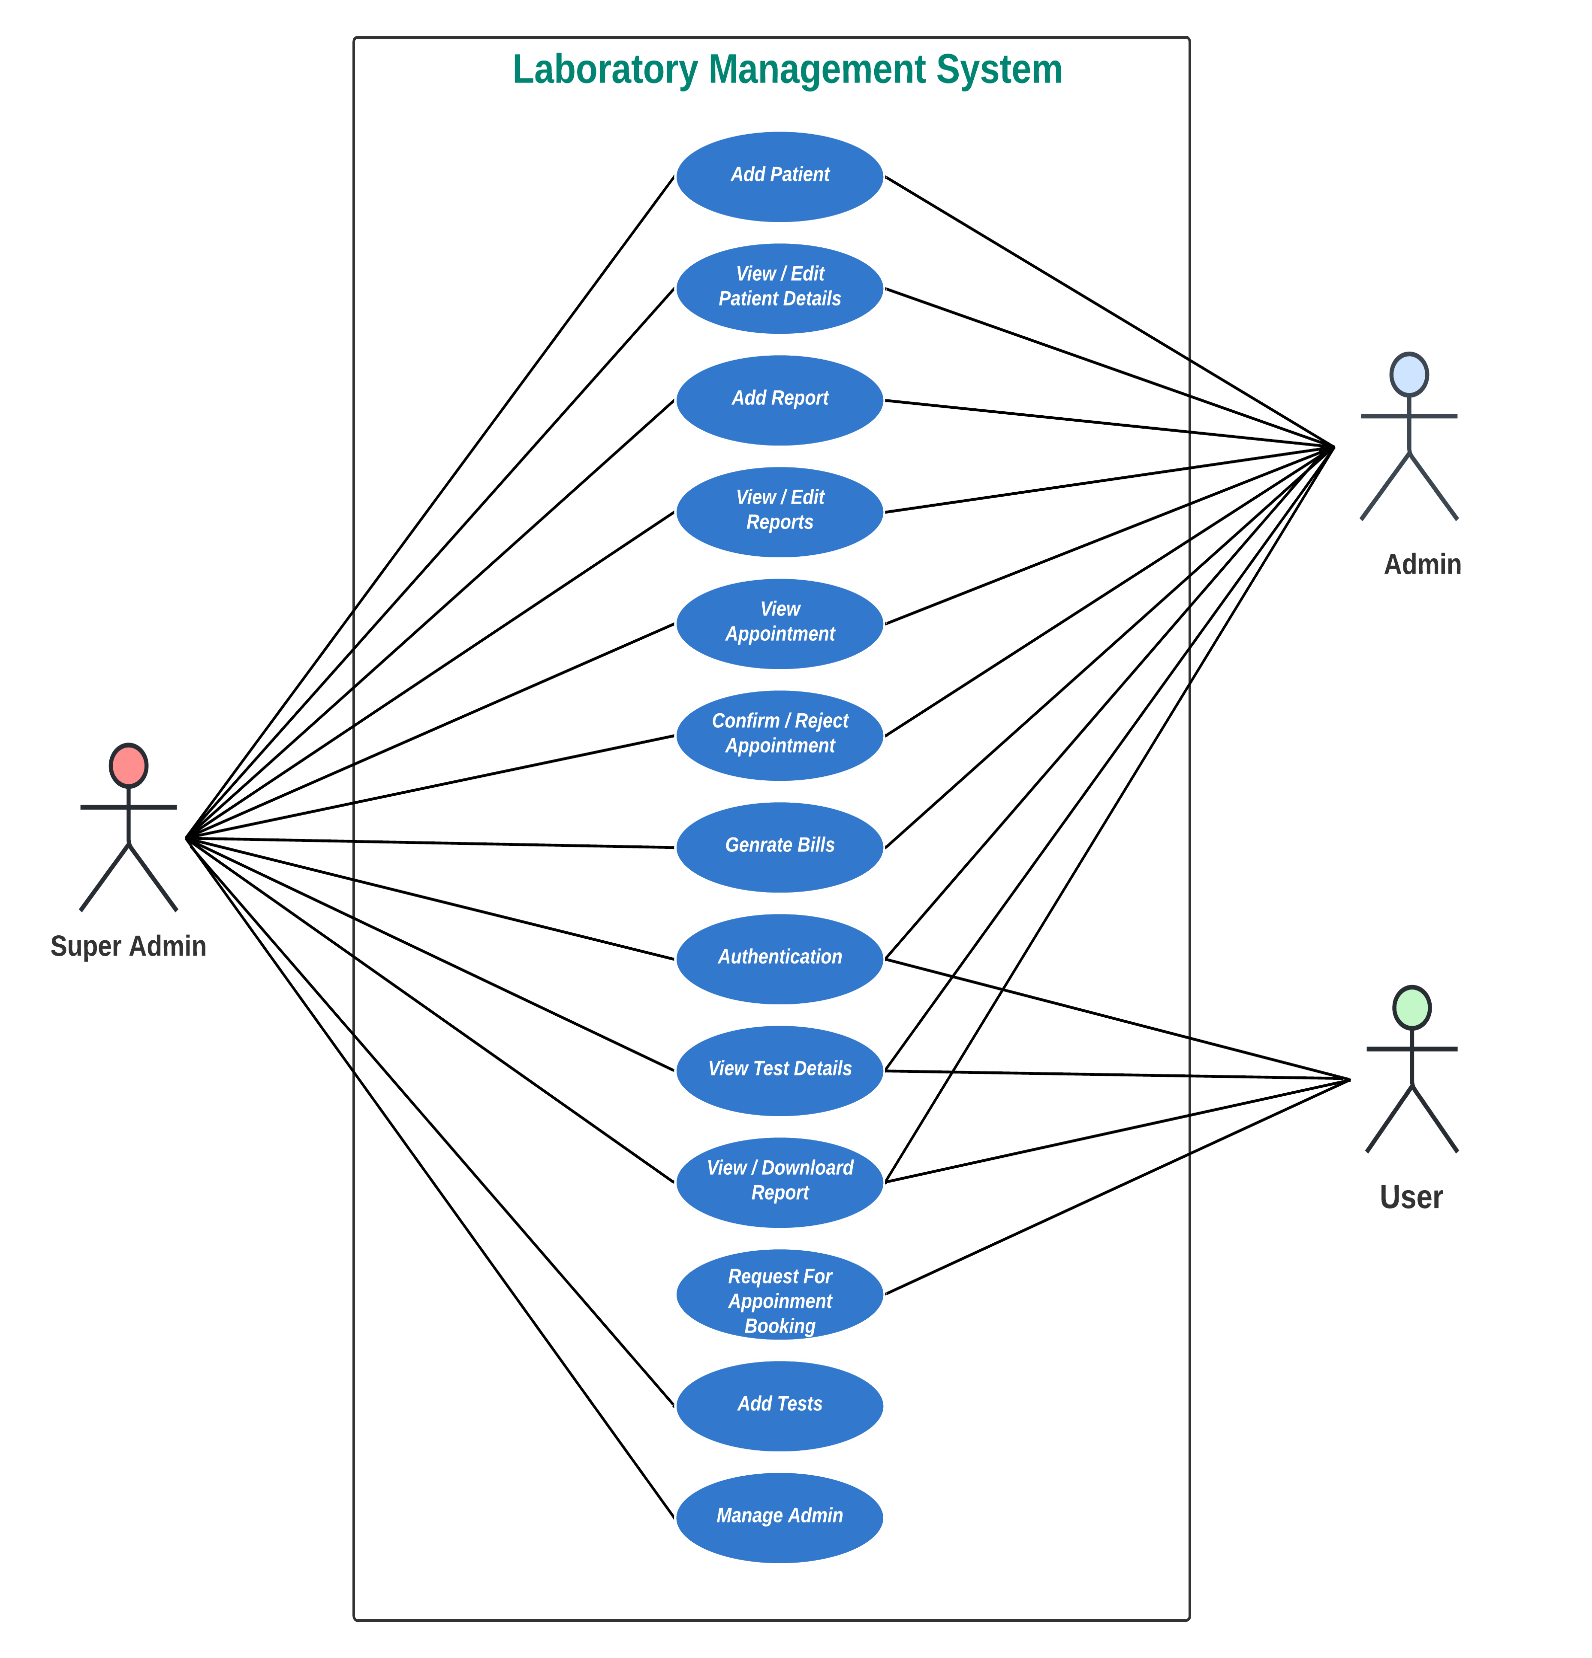 Laboratory Management System
Add Patient
View / Edit
Patient Details
Add Report
View / Edit
Reports
View
Appointment
Confirm / Reject
Appointment
Genrate Bills
Authentication
View Test Details
View / Downloard
Report
Request For
Appoinment
Booking
Add Tests
Manage Admin
Super Admin
Admin
User